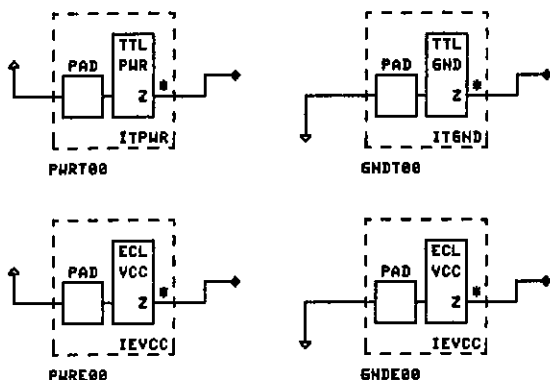 TTL
PAD PWR
*
Z
ITPWR
PWRT00
TTL
PAD GND
*
Z
ITGND
GNDT00
ECL
PAD VCC
*
Z
IEVCC
PWRE00
ECL
PAD VCC
*
Z
IEVCC
GNDE00